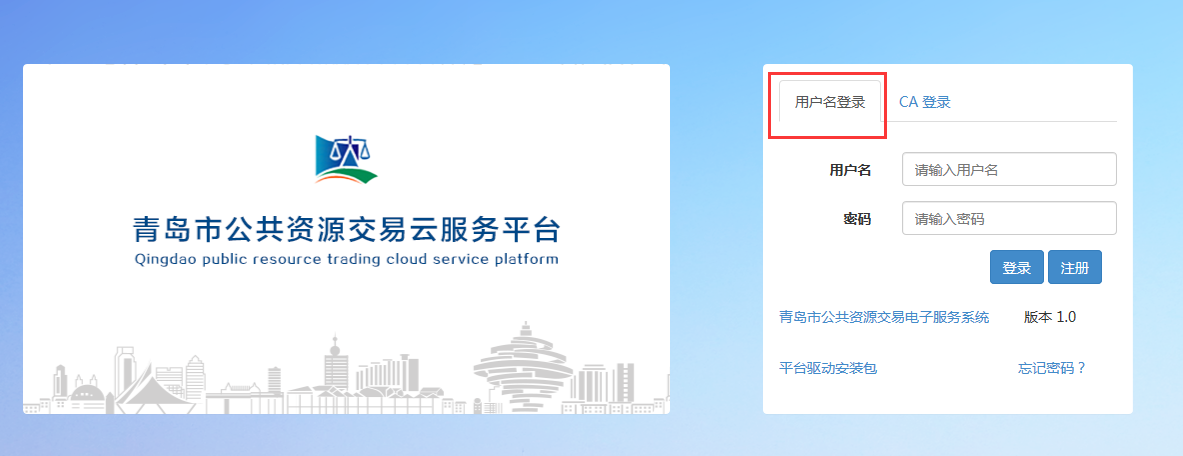 青岛市公共资源交易云服务平台
Qingdao public resource trading cloud service platform
用户名登录 CA 登录
用户名 请输入用户名
密码 请输入密码
登录 注册
青岛市公共资源交易电子服务系统 版本 1.0
平台驱动安装包 忘记密码？